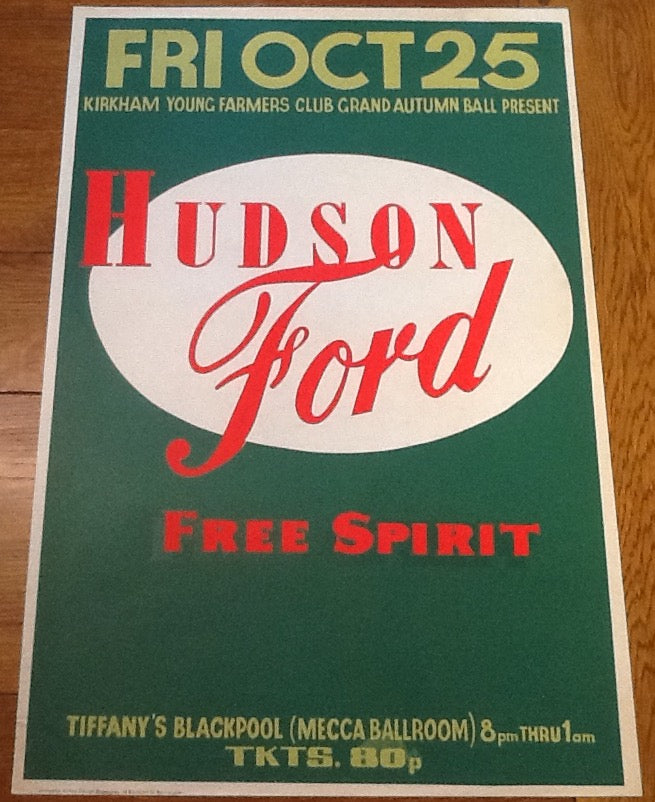 FRI OCT 25
KIRKHAM YOUNG FARMERS CLUB GRAND AUTUMN BALL PRESENT
HUDSON
Ford
FREE SPIRIT
TIFFANY'S BLACKPOOL (MECCA BALLROOM) 8pm THRU 1am
TKTS. 80p